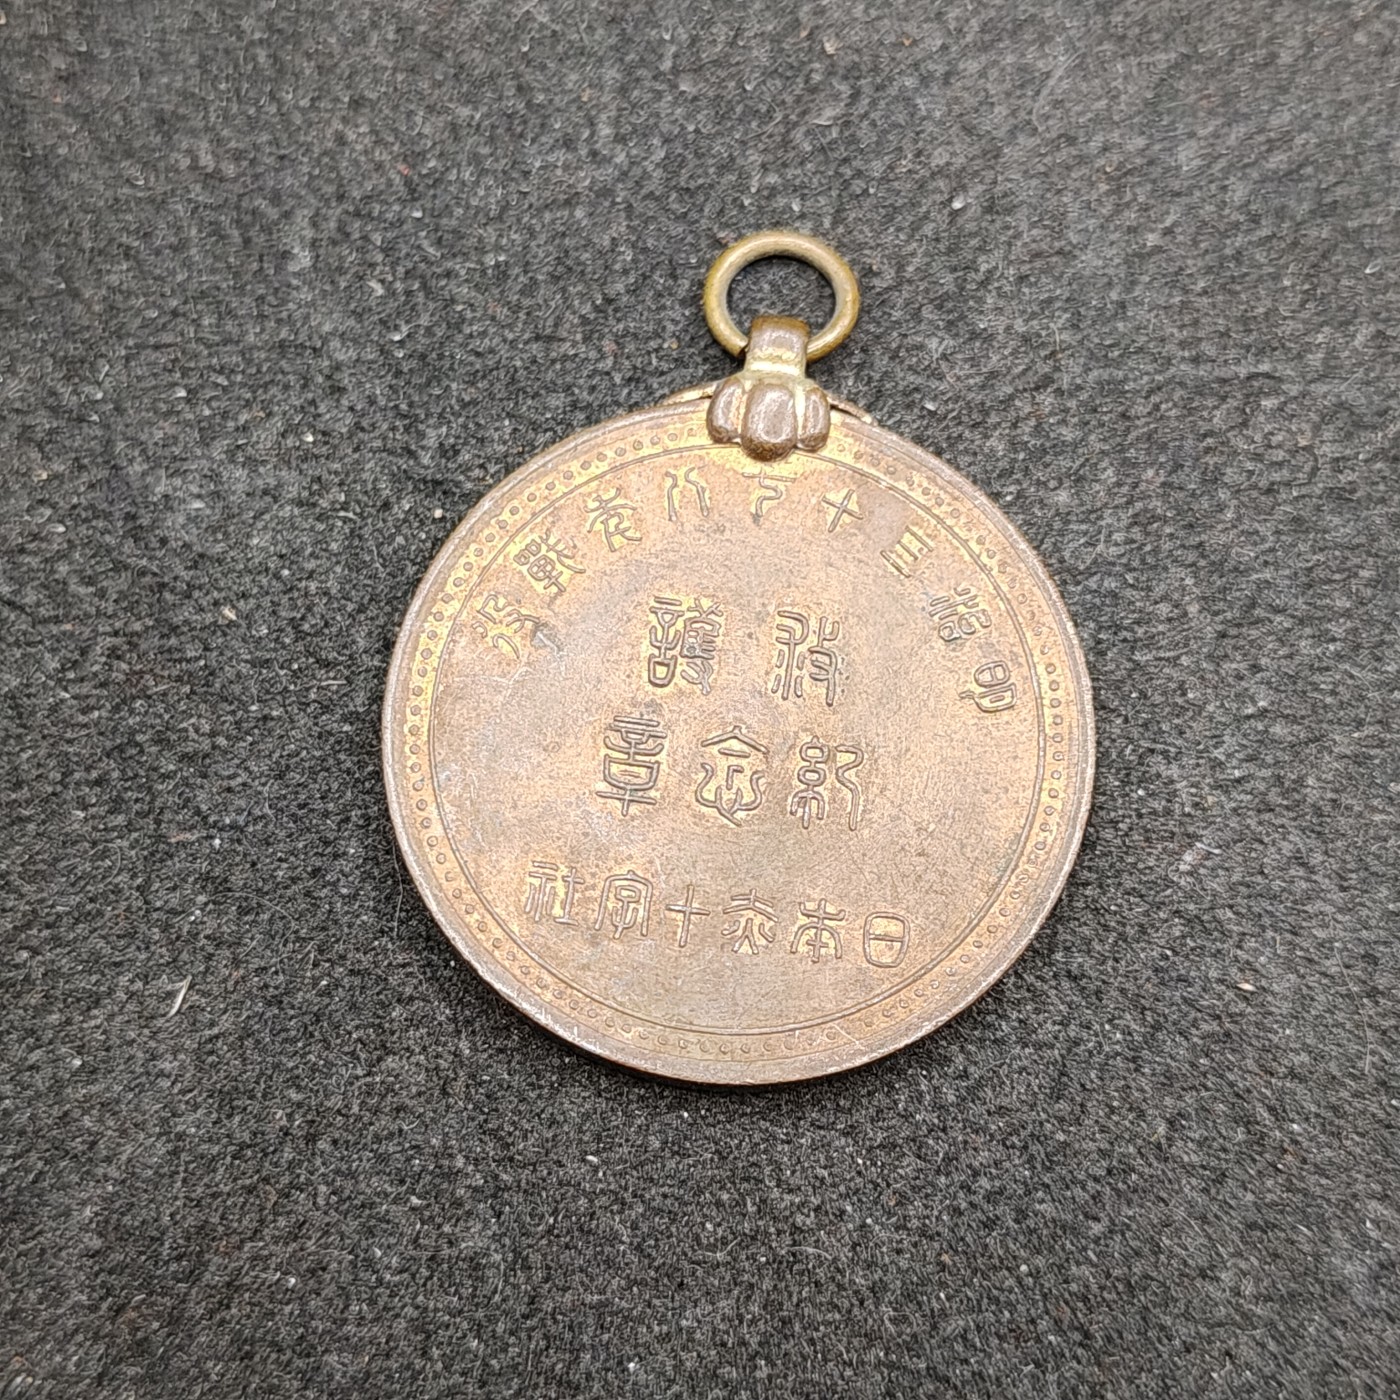 明治三十七八年戰役
救護
紀念章
日本赤十字社